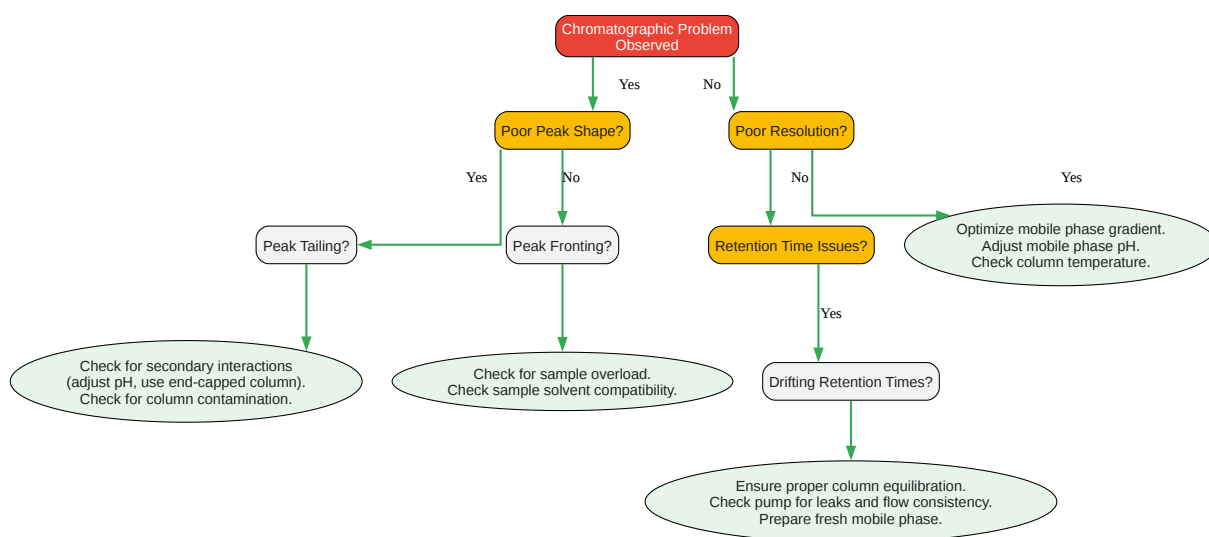 Chromatographic Problem
Observed
Yes
No
Poor Peak Shape?
Poor Resolution?
Yes
No
No
Yes
Peak Tailing?
Peak Fronting?
Retention Time Issues?
Optimize mobile phase gradient.
Adjust mobile phase pH.
Check column temperature.
Yes
Check for secondary interactions
(adjust pH, use end-capped column).
Check for column contamination.
Check for sample overload.
Check sample solvent compatibility.
Drifting Retention Times?
Ensure proper column equilibration.
Check pump for leaks and flow consistency.
Prepare fresh mobile phase.